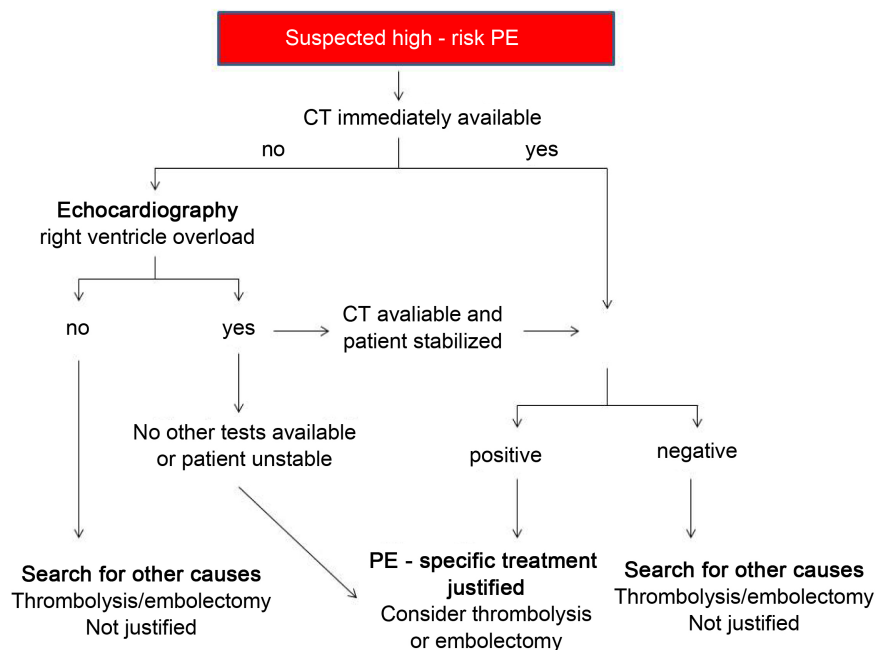 Suspected high - risk PE
CT immediately available
no
yes
Echocardiography
right ventricle overload
no
yes
CT avaliable and
patient stabilized
No other tests available
or patient unstable
positive
negative
Search for other causes
Thrombolysis/embolectomy
Not justified
PE - specific treatment
justified
Consider thrombolysis
or embolectomy
Search for other causes
Thrombolysis/embolectomy
Not justified